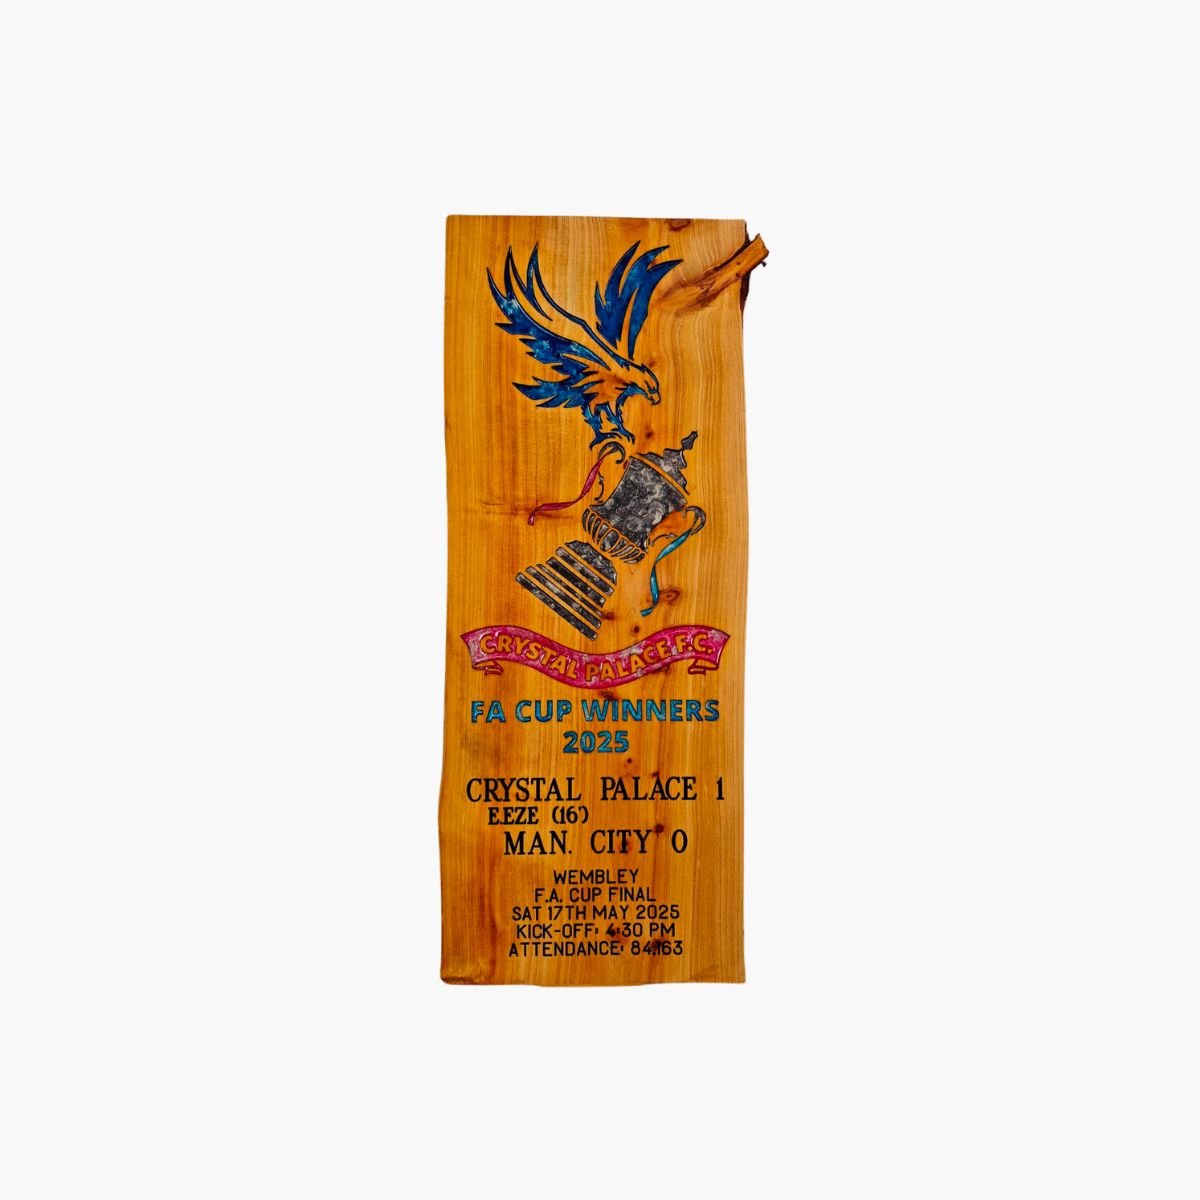 CRYSTAL PALACE F.C.
FA CUP WINNERS
2025
CRYSTAL PALACE 1
E.EZE (16')
MAN. CITY 0
WEMBLEY
F.A. CUP FINAL
SAT 17TH MAY 2025
KICK-OFF: 4:30 PM
ATTENDANCE: 84,163